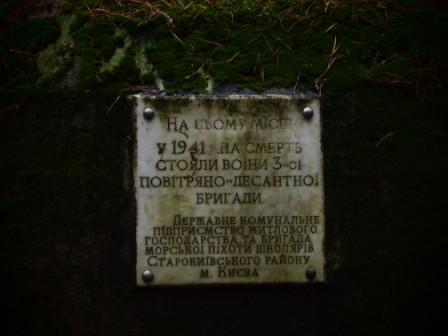 На цьому місці
у 1941 р. на смерть
стояли воїни 3-ої
повітряно-десантної
бригади
Державне комунальне
підприємство житлового
господарства та бригада
морської піхоти школярів
Старокиївського району
м. Києва